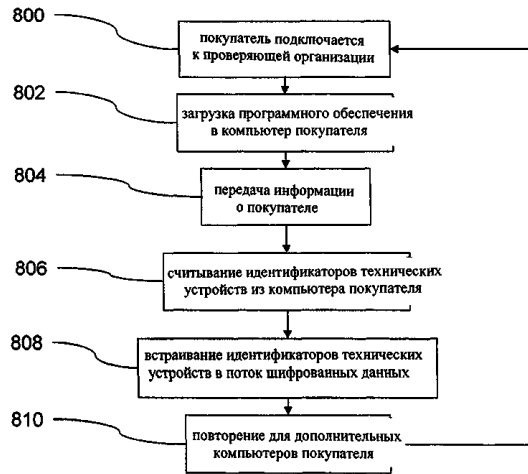 800
покупатель подключается
к проверяющей организации
802
загрузка программного обеспечения
в компьютер покупателя
804
передача информации
о покупателе
806
считывание идентификаторов технических
устройств из компьютера покупателя
808
встраивание идентификаторов технических
устройств в поток шифрованных данных
810
повторение для дополнительных
компьютеров покупателя